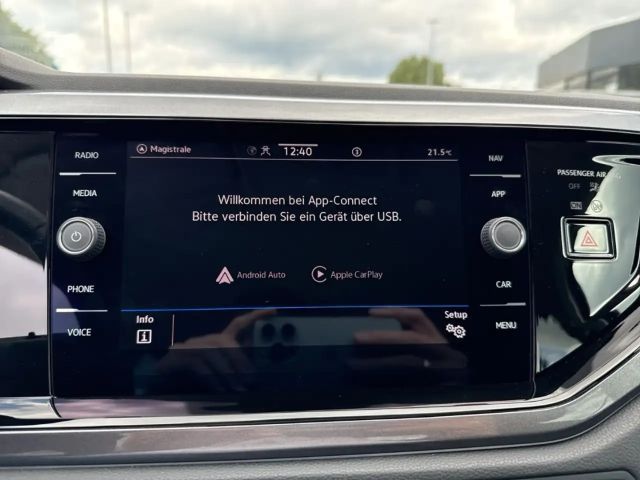 RADIO
MEDIA
PHONE
VOICE
Magistrale
12:40
21.5°C
Willkommen bei App-Connect
Bitte verbinden Sie ein Gerät über USB.
Android Auto
Apple CarPlay
Info
Setup
NAV
APP
CAR
MENU
PASSENGER AIR
OFF
ON